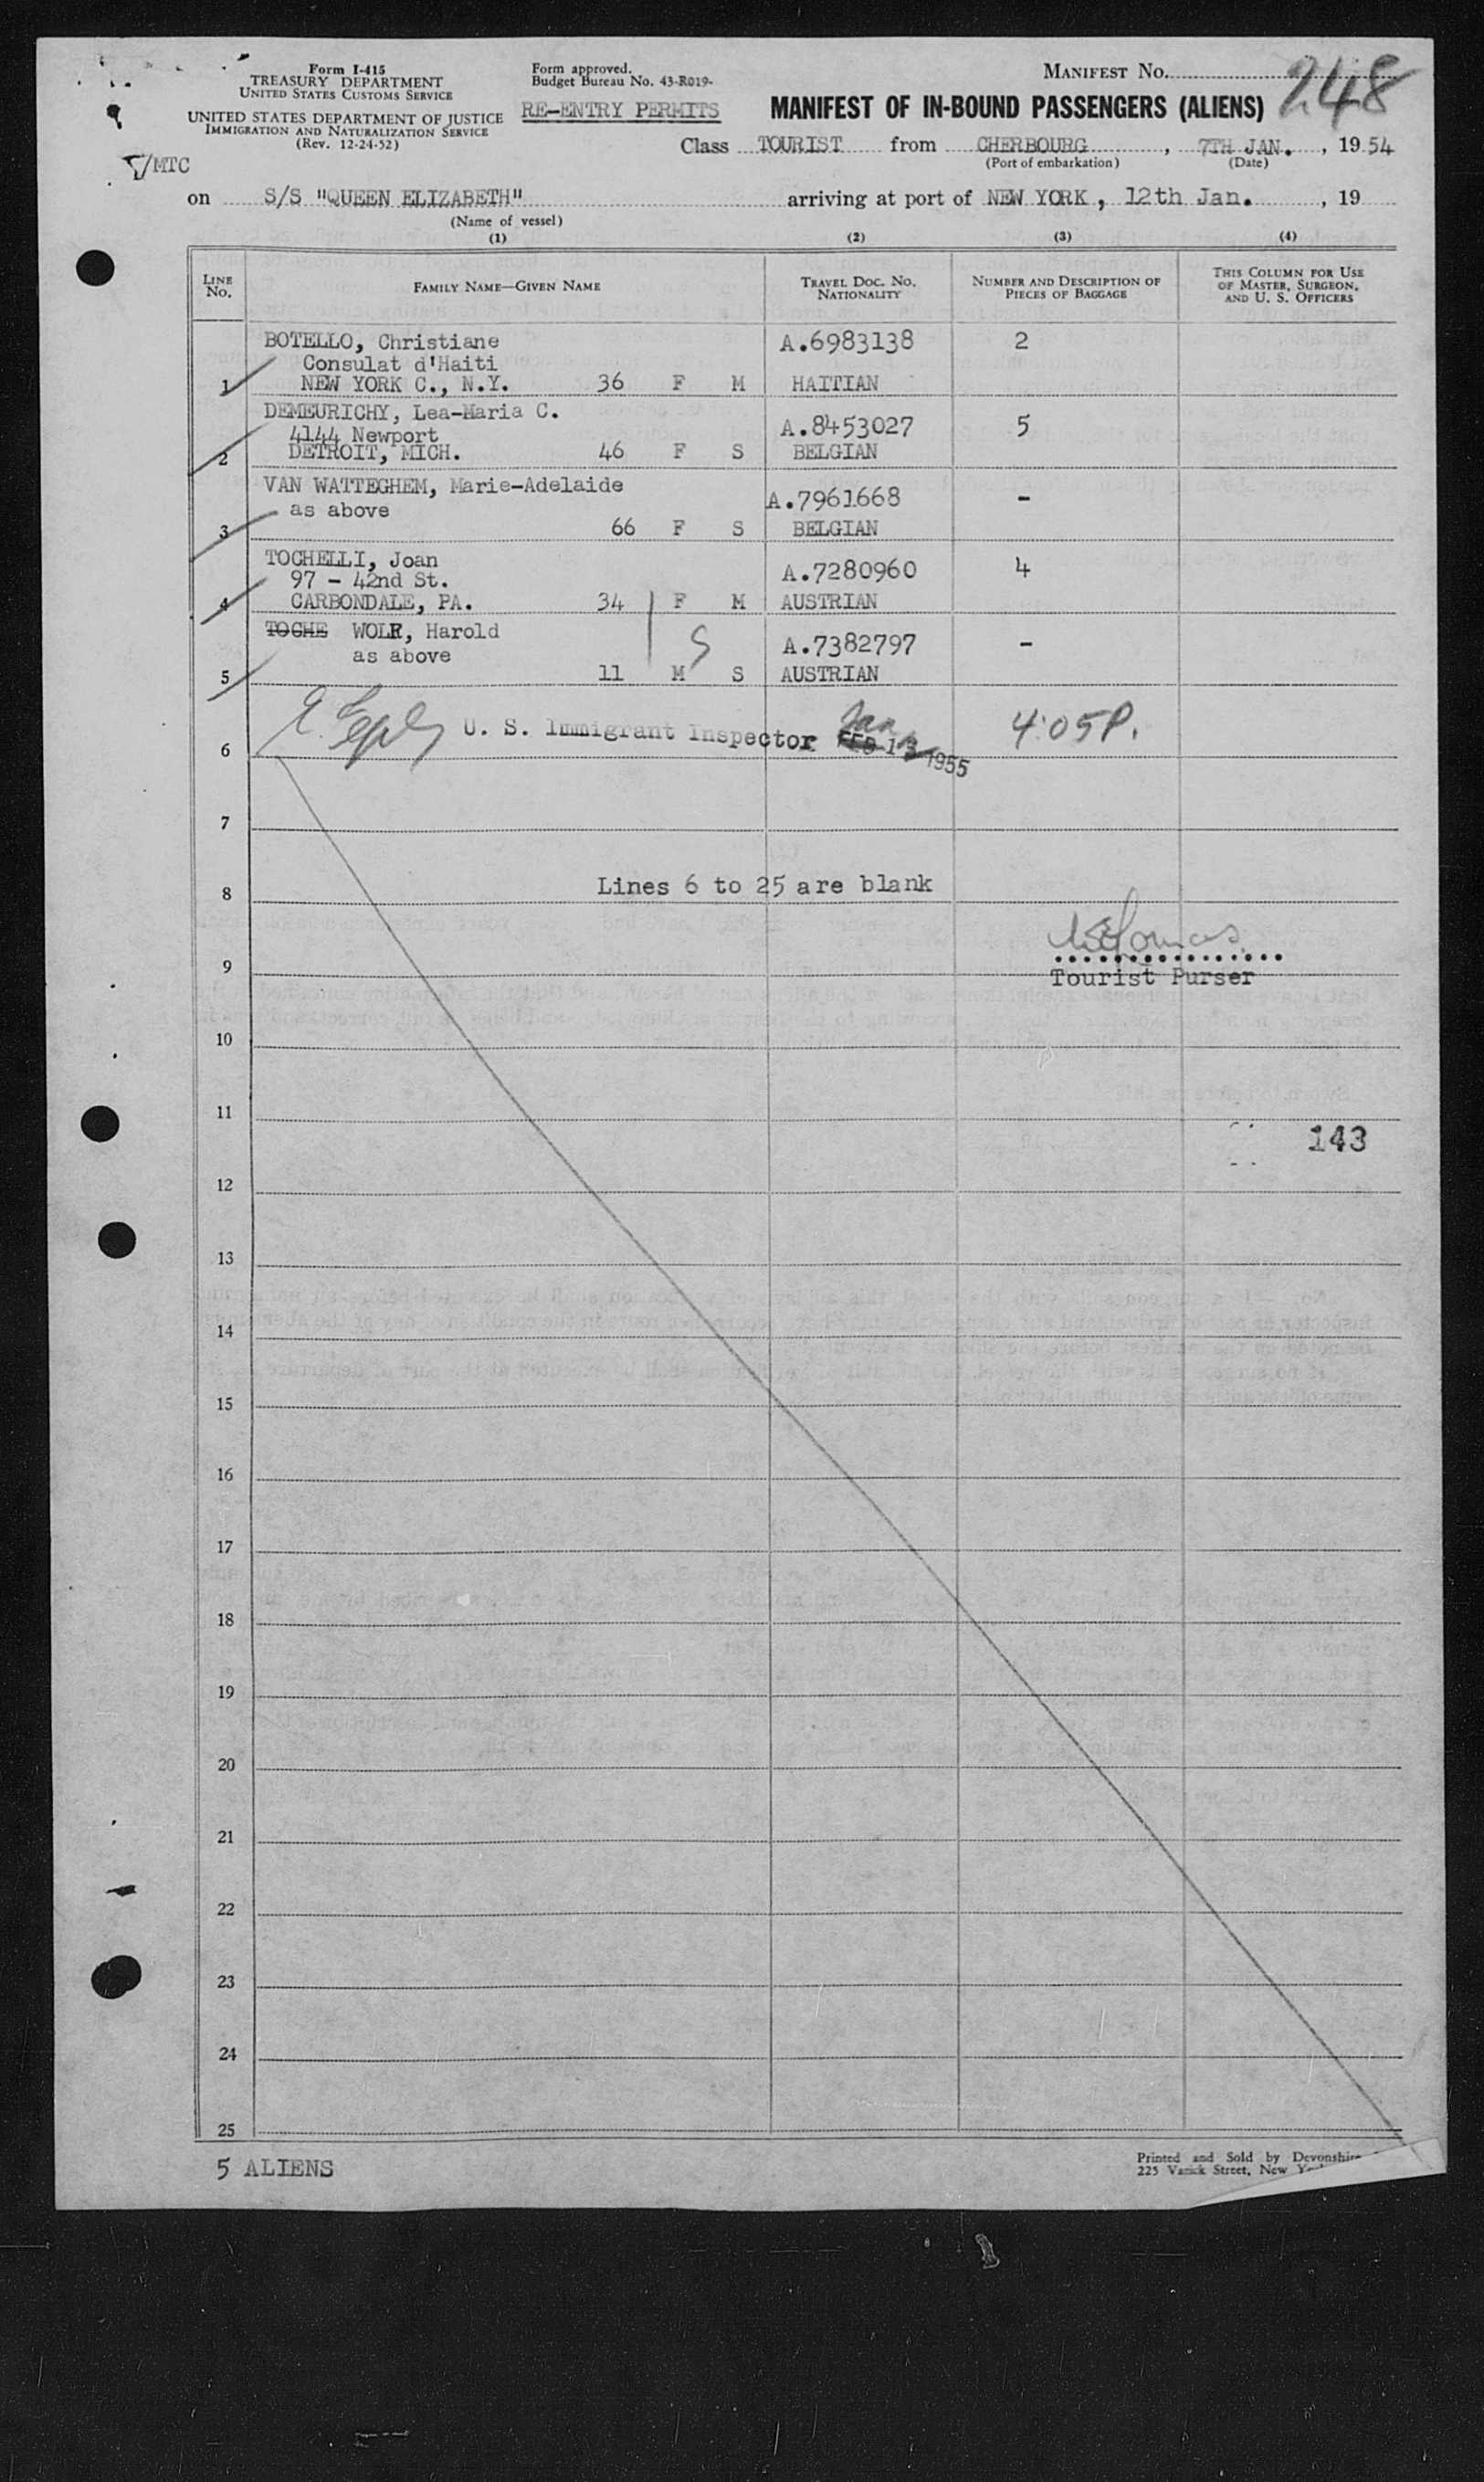 Form I-415
TREASURY DEPARTMENT
UNITED STATES CUSTOMS SERVICE
UNITED STATES DEPARTMENT OF JUSTICE
IMMIGRATION AND NATURALIZATION SERVICE
(Rev. 12-24-52)
Form approved.
Budget Bureau No. 43-R019-
RE-ENTRY PERMITS
MANIFEST NO. 248
MANIFEST OF IN-BOUND PASSENGERS (ALIENS)
Class TOURIST from CHERBOURG, 7TH JAN., 1954
(Port of embarkation) (Date)
/MTC
on S/S "QUEEN ELIZABETH" arriving at port of NEW YORK, 12th Jan., 19
(Name of vessel)
(1) (2) (3) (4)
LINE NO. FAMILY NAME—GIVEN NAME TRAVEL DOC. NO. NATIONALITY NUMBER AND DESCRIPTION OF PIECES OF BAGGAGE THIS COLUMN FOR USE OF MASTER, SURGEON, AND U. S. OFFICERS
BOTELLO, Christiane A.6983138 2
Consulat d'Haiti
1 NEW YORK C., N.Y. 36 F M HAITIAN
DEMEURICHY, Lea-Maria C.
4144 Newport A.8453027 5
2 DETROIT, MICH. 46 F S BELGIAN
VAN WATTEGHEM, Marie-Adelaide A.7961668 -
as above
3 66 F S BELGIAN
TOCHELLI, Joan A.7280960 4
97 - 42nd St.
4 CARBONDALE, PA. 34 F M AUSTRIAN
TOCHE WOLF, Harold A.7382797 -
as above S
5 11 M S AUSTRIAN
6 U. S. Immigrant Inspector Jan FEB 13 1955 4:05P.
7
Lines 6 to 25 are blank
8
9 Tourist Purser
10
11
143
12
13
14
15
16
17
18
19
20
21
22
23
24
25
5 ALIENS
Printed and Sold by Devonshire
225 Varick Street, New